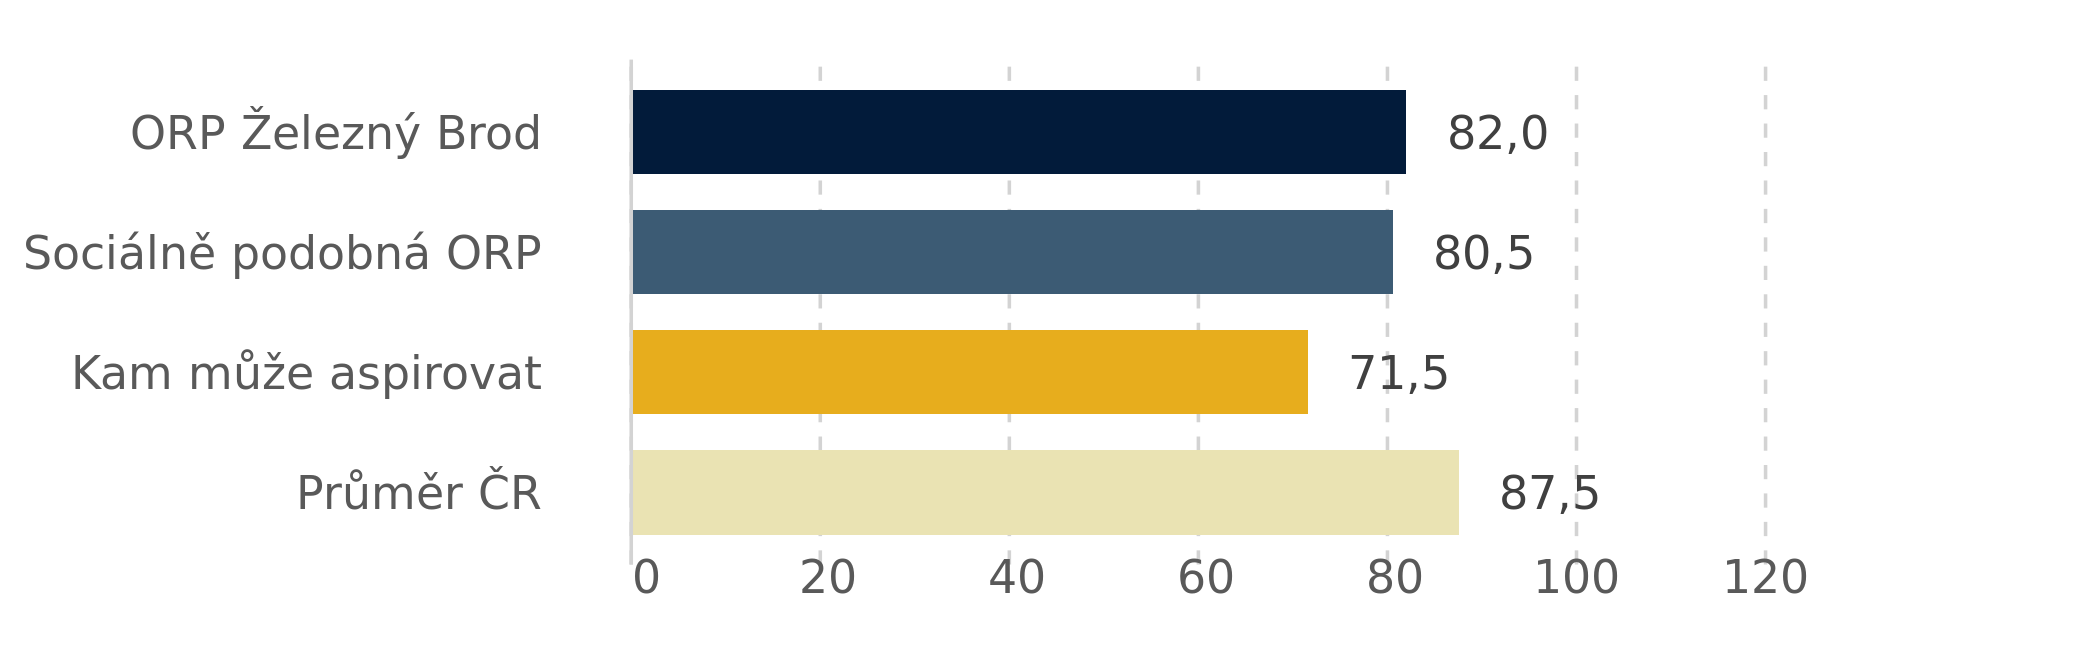 ORP Železný Brod 82,0
Sociálně podobná ORP 80,5
Kam může aspirovat 71,5
Průměr ČR 87,5
0 20 40 60 80 100 120